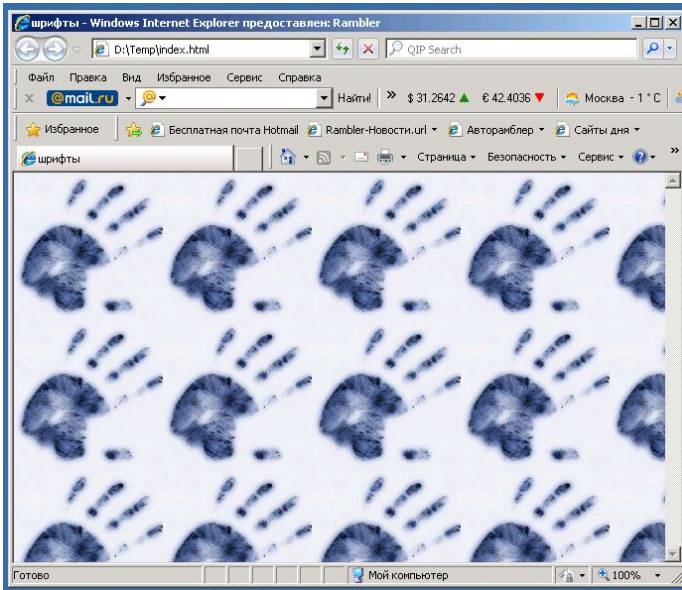 шрифты - Windows Internet Explorer предоставлен: Rambler
D:\Temp\index.html QIP Search
Файл Правка Вид Избранное Сервис Справка
@mail.ru Найти! » $ 31.2642 € 42.4036 Москва - 1 °C
Избранное Бесплатная почта Hotmail Rambler-Новости.url Авторамблер Сайты дня
шрифты Страница Безопасность Сервис »
Готово Мой компьютер 100%